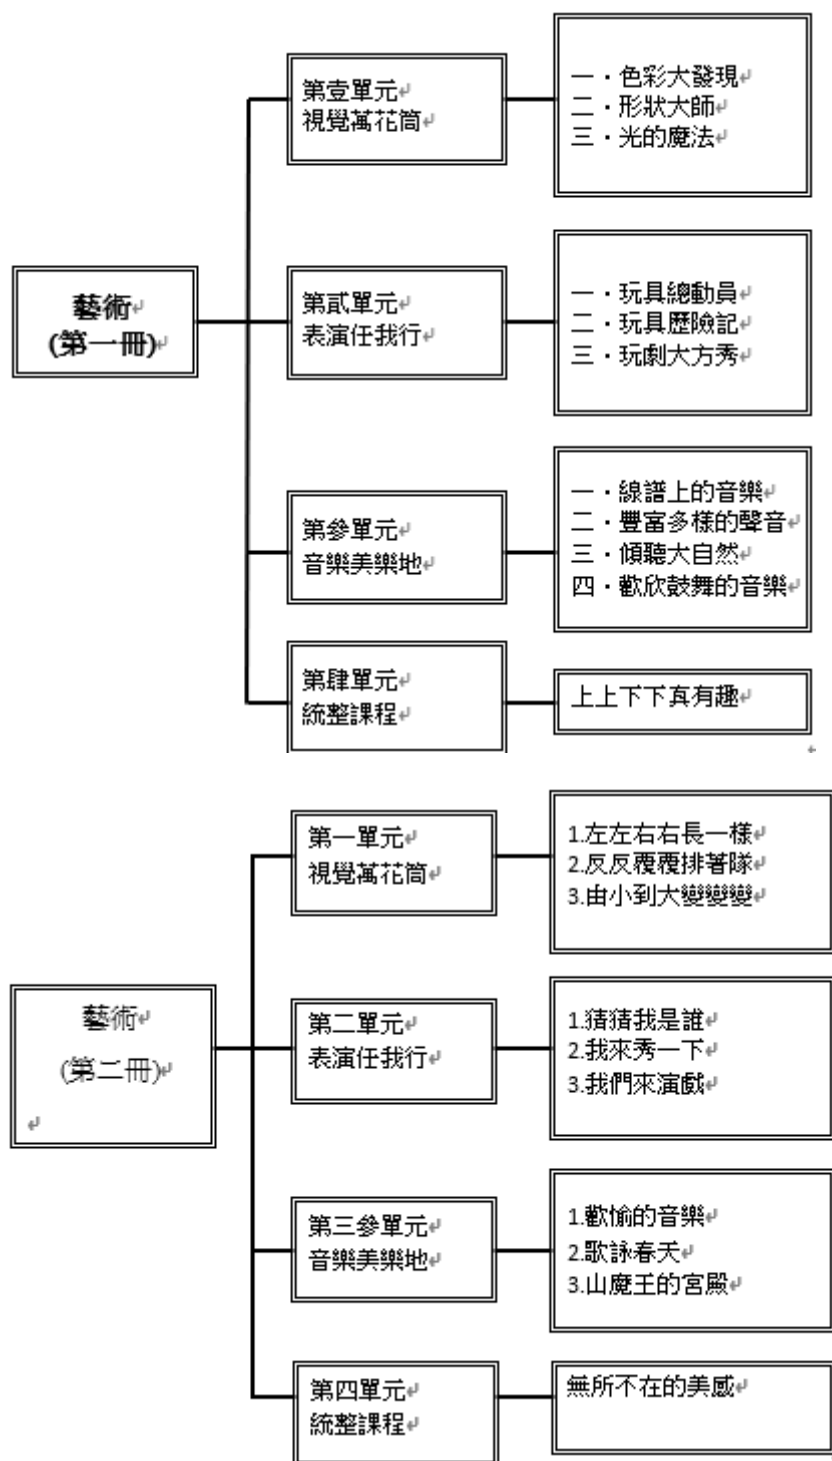 藝術
(第一冊)
第壹單元
視覺萬花筒
一．色彩大發現
二．形狀大師
三．光的魔法
第貳單元
表演任我行
一．玩具總動員
二．玩具歷險記
三．玩劇大方秀
第參單元
音樂美樂地
一．線譜上的音樂
二．豐富多樣的聲音
三．傾聽大自然
四．歡欣鼓舞的音樂
第肆單元
統整課程
上上下下真有趣
藝術
(第二冊)
第一單元
視覺萬花筒
1.左左右右長一樣
2.反反覆覆排著隊
3.由小到大變變變
第二單元
表演任我行
1.猜猜我是誰
2.我來秀一下
3.我們來演戲
第三參單元
音樂美樂地
1.歡愉的音樂
2.歌詠春天
3.山魔王的宮殿
第四單元
統整課程
無所不在的美感